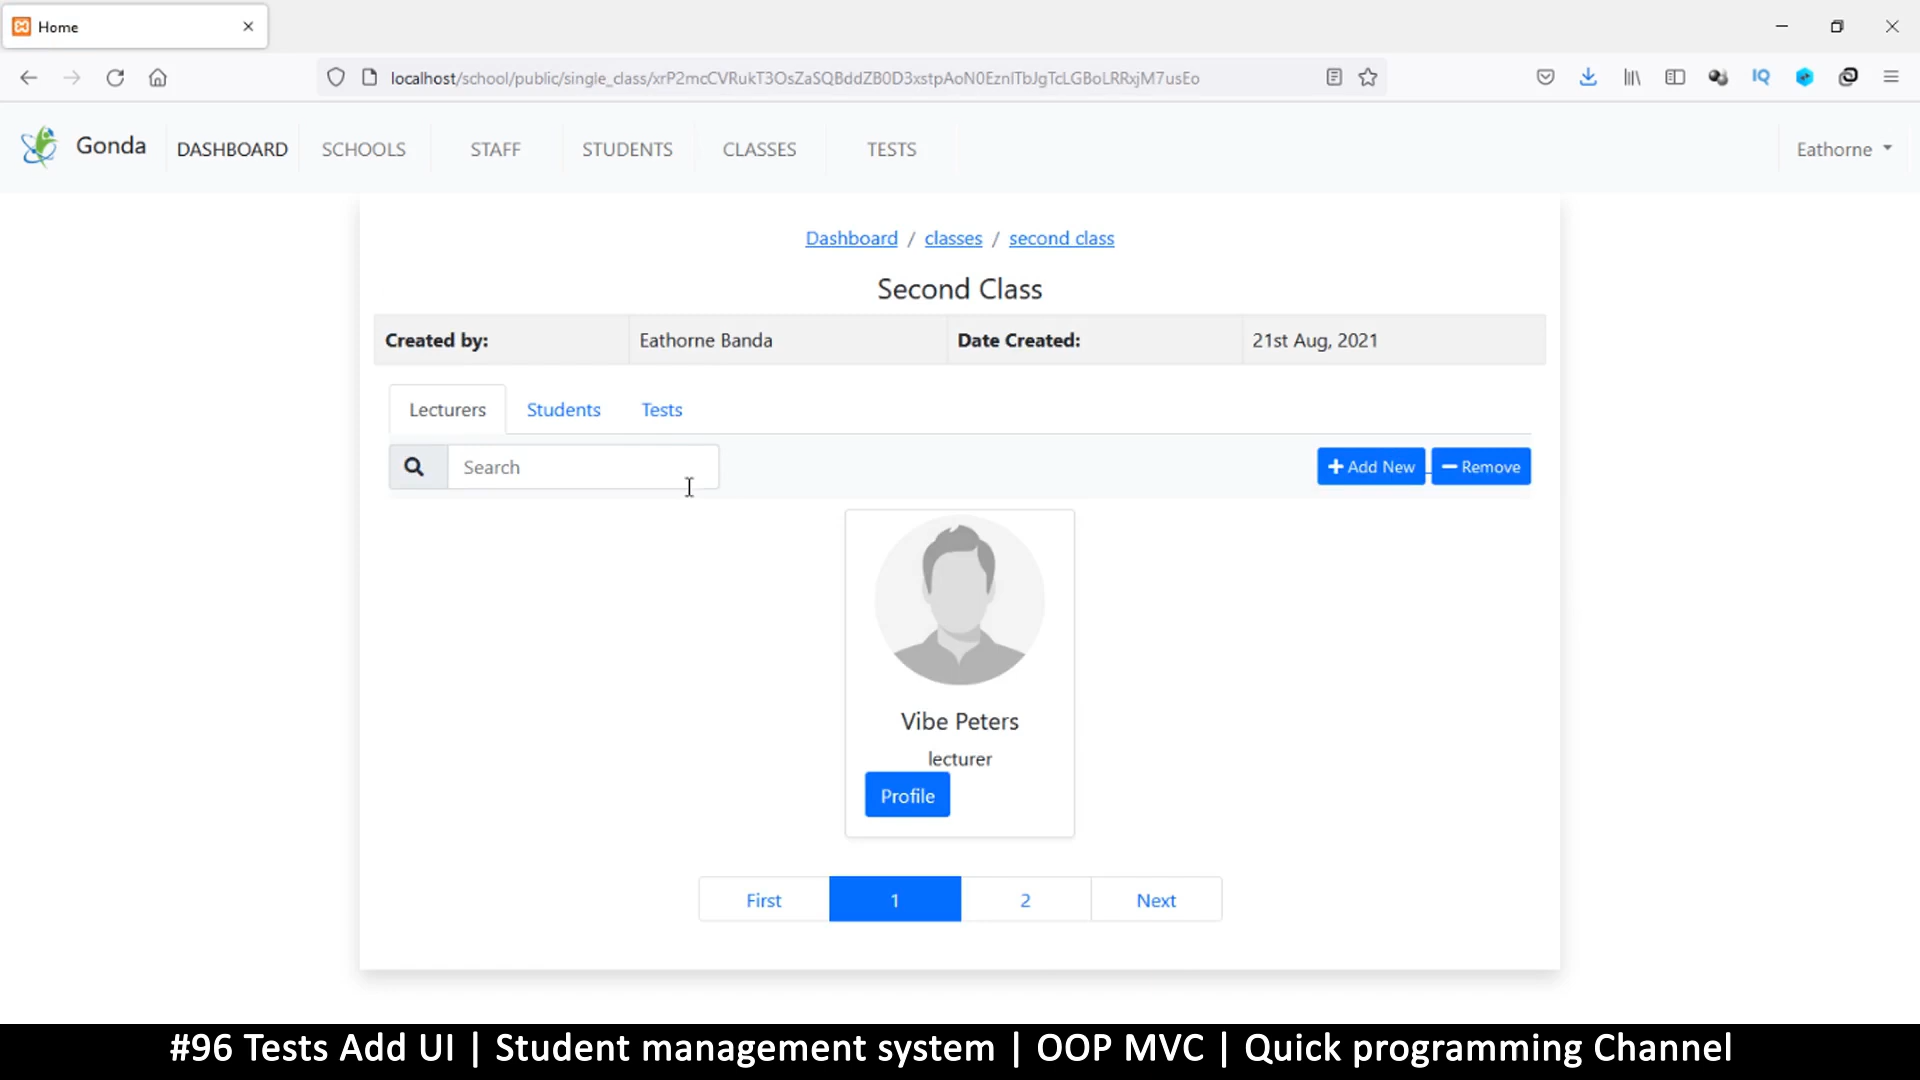 Home
localhost/school/public/single_class/xrP2mcCVRukT3OsZaSQBddZB0D3xstpAoN0EznITbJgTcLGBoLRRxjM7usEo
IQ
Gonda DASHBOARD SCHOOLS STAFF STUDENTS CLASSES TESTS Eathorne
Dashboard / classes / second class
Second Class
Created by: Eathorne Banda Date Created: 21st Aug, 2021
Lecturers Students Tests
Search Add New Remove
Vibe Peters
lecturer
Profile
First 1 2 Next
#96 Tests Add UI | Student management system | OOP MVC | Quick programming Channel